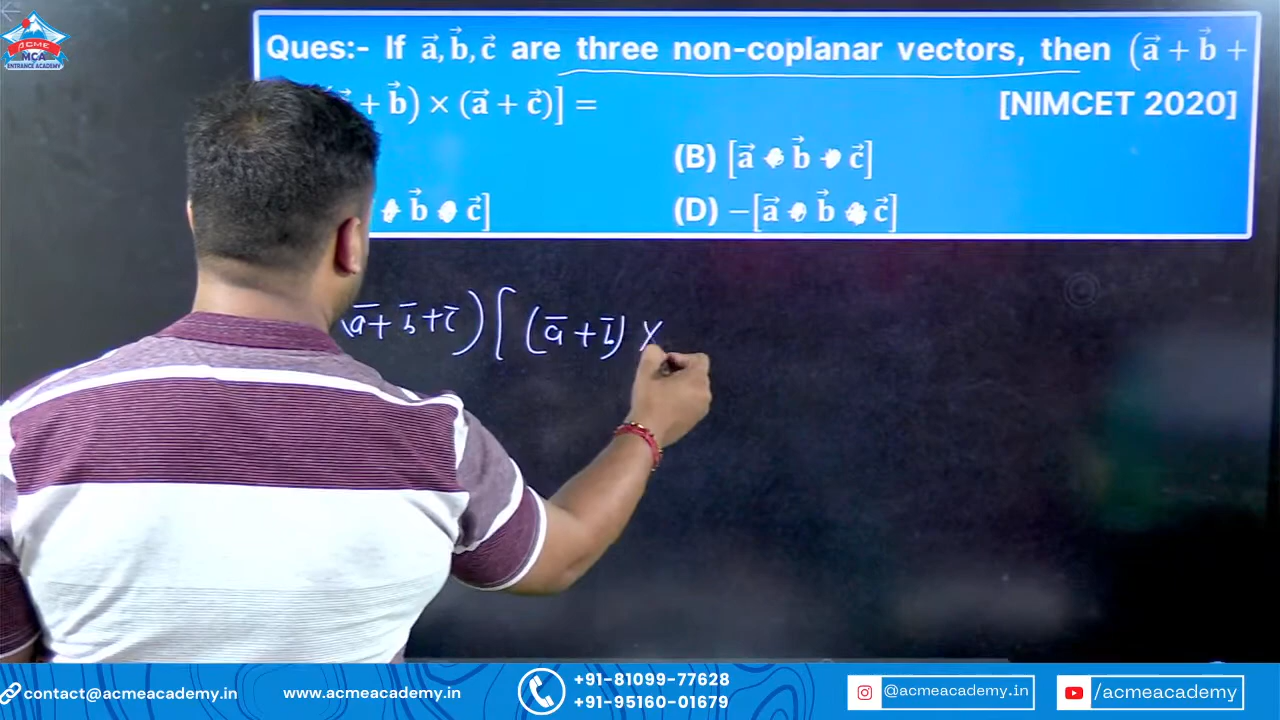 ACME
MCA
ENTRANCE ACADEMY
Ques:- If a⃗, b⃗, c⃗ are three non-coplanar vectors, then (a⃗ + b⃗ +
+ b⃗) × (a⃗ + c⃗)] = [NIMCET 2020]
(B) [a⃗ b⃗ c⃗]
b⃗ c⃗] (D) −[a⃗ b⃗ c⃗]
a̅ + b̅ + c̅) [(a̅ + b̅) ×
contact@acmeacademy.in www.acmeacademy.in +91-81099-77628 @acmeacademy.in /acmeacademy
+91-95160-01679